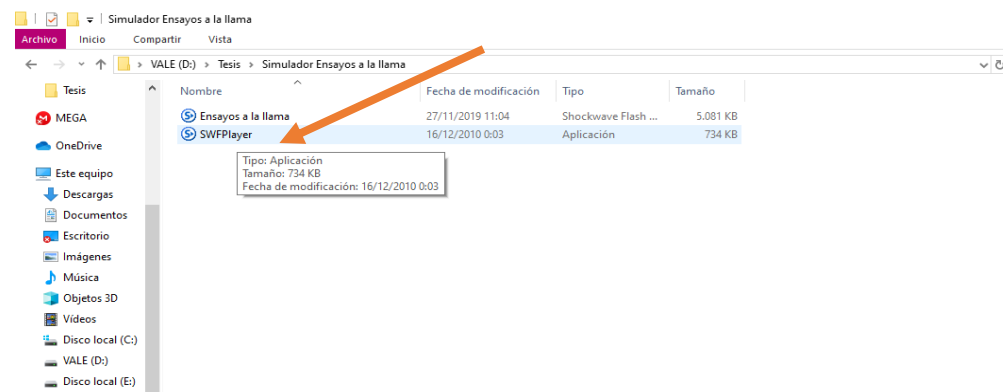 Simulador Ensayos a la llama
Archivo Inicio Compartir Vista
VALE (D:) > Tesis > Simulador Ensayos a la llama
Nombre Fecha de modificación Tipo Tamaño
Ensayos a la llama 27/11/2019 11:04 Shockwave Flash ... 5.081 KB
SWFPlayer 16/12/2010 0:03 Aplicación 734 KB
Tipo: Aplicación
Tamaño: 734 KB
Fecha de modificación: 16/12/2010 0:03
Tesis
MEGA
OneDrive
Este equipo
Descargas
Documentos
Escritorio
Imágenes
Música
Objetos 3D
Vídeos
Disco local (C:)
VALE (D:)
Disco local (E:)